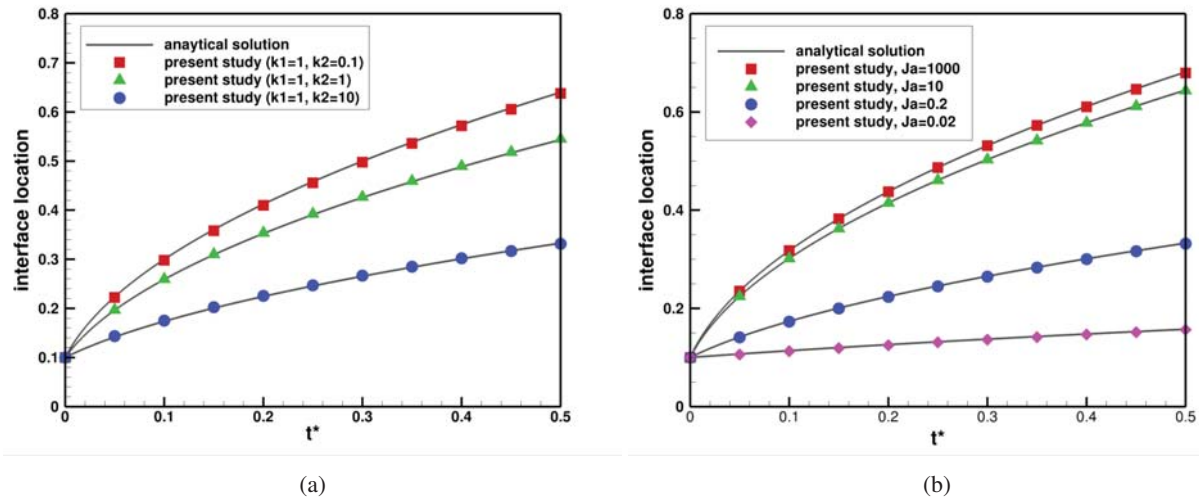 0.8
0.7
0.6
0.5
0.4
0.3
0.2
0.1
0
interface location
anaytical solution
present study (k1=1, k2=0.1)
present study (k1=1, k2=1)
present study (k1=1, k2=10)
0 0.1 0.2 0.3 0.4 0.5
t*
(a)
0.8
0.6
0.4
0.2
0
interface location
analytical solution
present study, Ja=1000
present study, Ja=10
present study, Ja=0.2
present study, Ja=0.02
0 0.1 0.2 0.3 0.4 0.5
t*
(b)